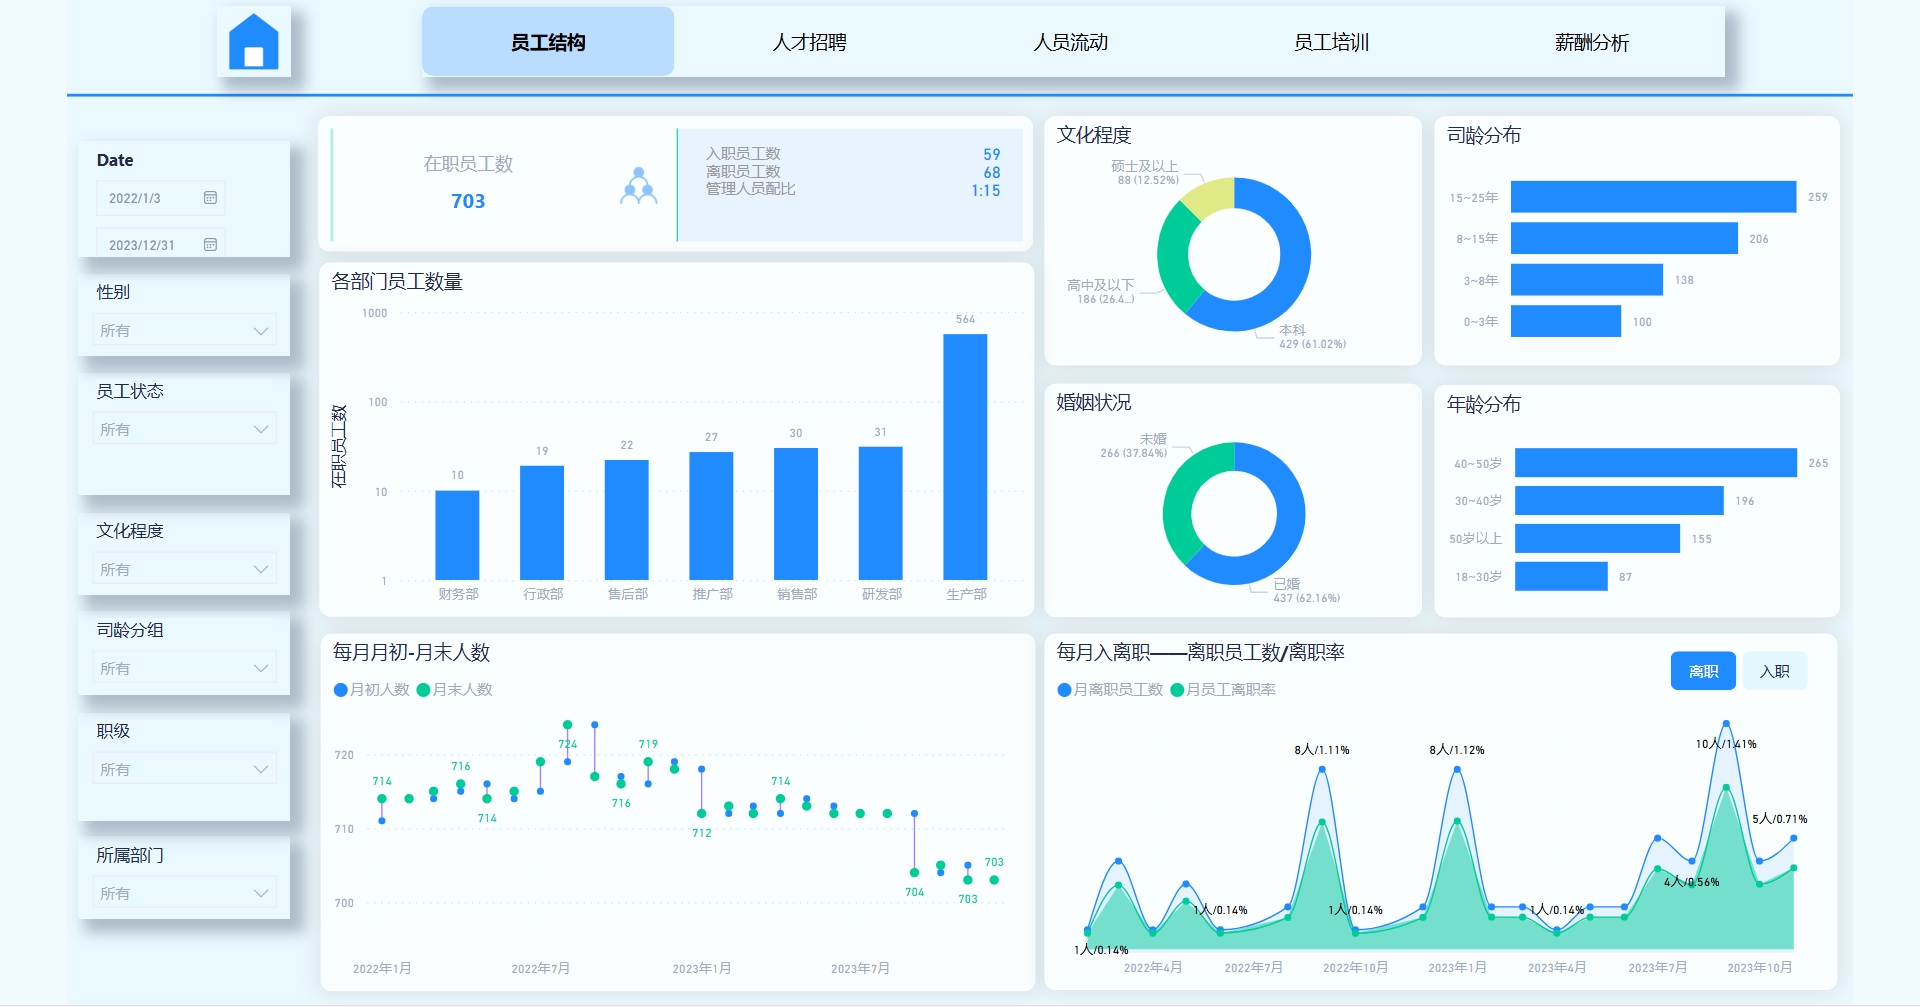 员工结构
人才招聘
人员流动
员工培训
薪酬分析
Date
2022/1/3
2023/12/31
性别
所有
员工状态
所有
文化程度
所有
司龄分组
所有
职级
所有
所属部门
所有
在职员工数
703
入职员工数 59
离职员工数 68
管理人员配比 1:15
各部门员工数量
在职员工数
1000
100
10
1
10
19
22
27
30
31
564
财务部
行政部
售后部
推广部
销售部
研发部
生产部
文化程度
硕士及以上
88 (12.52%)
高中及以下
186 (26.4...)
本科
429 (61.02%)
司龄分布
15~25年 259
8~15年 206
3~8年 138
0~3年 100
婚姻状况
未婚
266 (37.84%)
已婚
437 (62.16%)
年龄分布
40~50岁 265
30~40岁 196
50岁以上 155
18~30岁 87
每月月初-月末人数
月初人数 月末人数
720
710
700
714
716
714
724
716
719
712
714
704
703
703
2022年1月
2022年7月
2023年1月
2023年7月
每月入离职——离职员工数/离职率
离职
入职
月离职员工数 月员工离职率
1人/0.14%
1人/0.14%
8人/1.11%
1人/0.14%
8人/1.12%
1人/0.14%
4人/0.56%
10人/1.41%
5人/0.71%
2022年4月
2022年7月
2022年10月
2023年1月
2023年4月
2023年7月
2023年10月